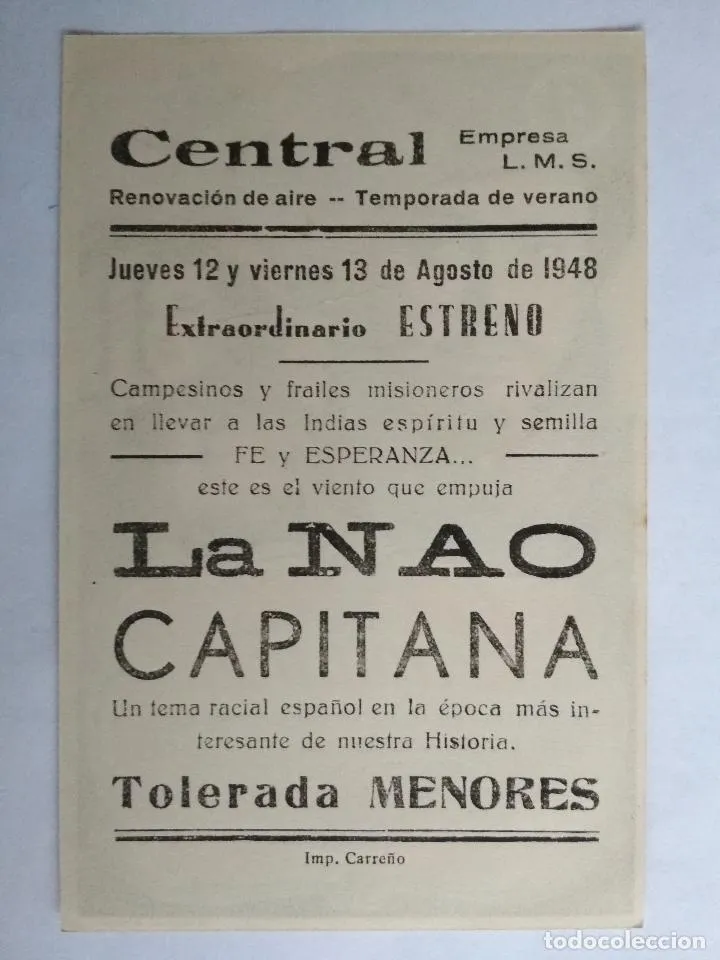 Central Empresa
L. M. S.
Renovación de aire -- Temporada de verano
Jueves 12 y viernes 13 de Agosto de 1948
Extraordinario ESTRENO
Campesinos y frailes misioneros rivalizan
en llevar a las Indias espíritu y semilla
FE y ESPERANZA...
este es el viento que empuja
La NAO
CAPITANA
Un tema racial español en la época más in-
teresante de nuestra Historia.
Tolerada MENORES
Imp. Carreño
todocoleccion